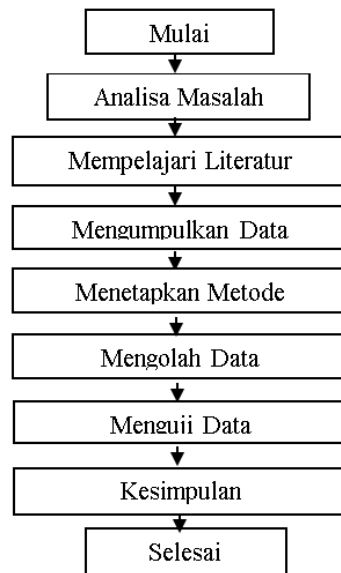 Mulai
Analisa Masalah
Mempelajari Literatur
Mengumpulkan Data
Menetapkan Metode
Mengolah Data
Menguji Data
Kesimpulan
Selesai